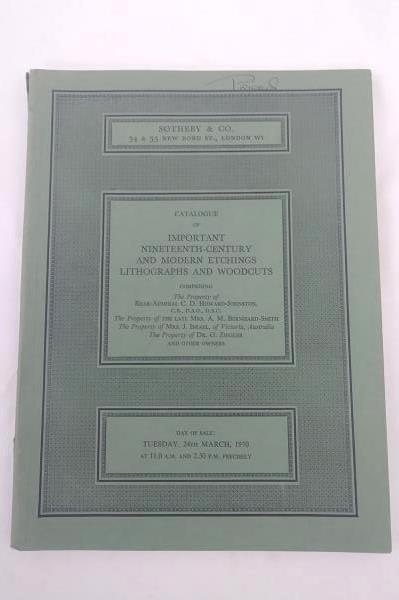 SOTHEBY & CO.
34 & 35 NEW BOND ST., LONDON W1
CATALOGUE
OF
IMPORTANT
NINETEENTH-CENTURY
AND MODERN ETCHINGS
LITHOGRAPHS AND WOODCUTS
COMPRISING
The Property of
REAR-ADMIRAL C. D. HOWARD-JOHNSTON,
C.B., D.S.O., D.S.C.
The Property of THE LATE MRS. A. M. BERNHARD-SMITH
The Property of MRS. J. ISRAEL, of Victoria, Australia
The Property of DR. G. ZIEGLER
AND OTHER OWNERS
DAY OF SALE:
TUESDAY, 24TH MARCH, 1970
AT 11.0 A.M. AND 2.30 P.M. PRECISELY